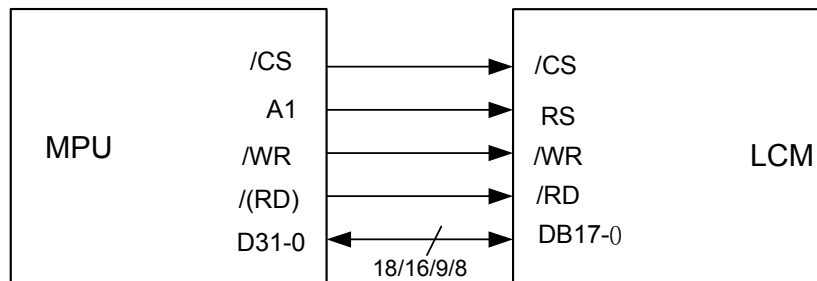 /CS
/CS
A1
RS
MPU
/WR
/WR
LCM
/(RD)
/RD
D31-0
DB17-0
18/16/9/8